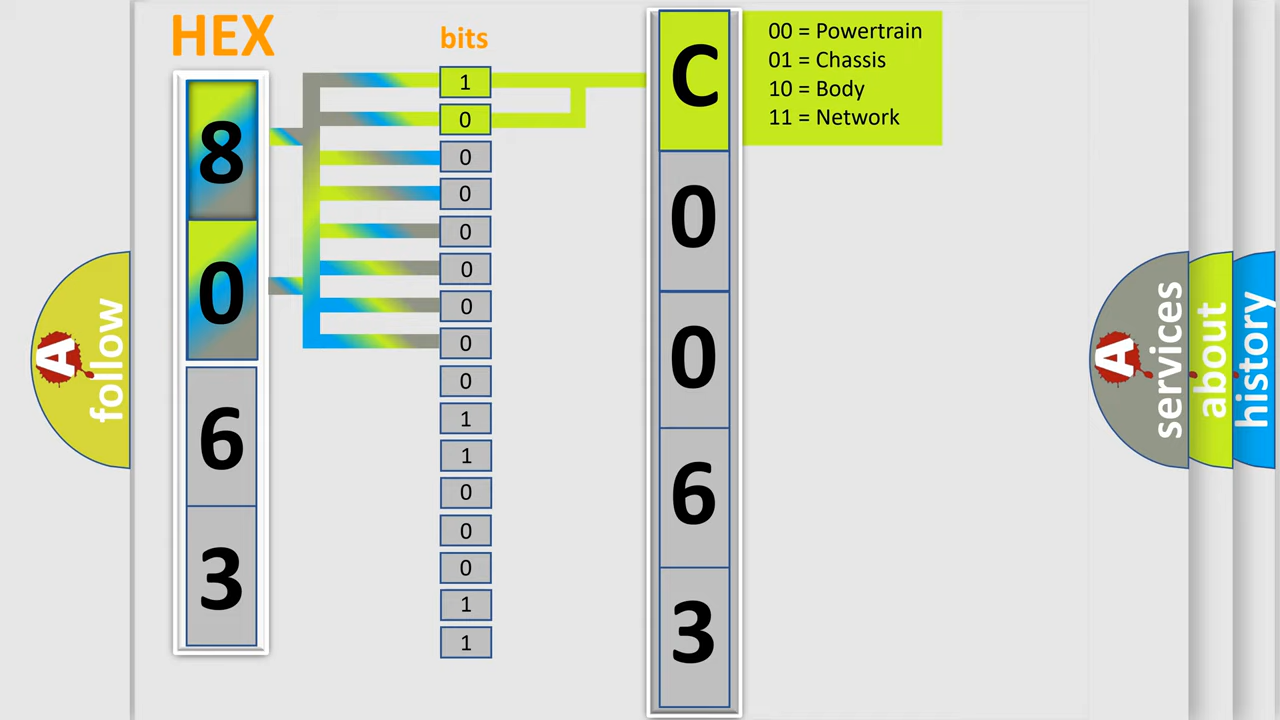 HEX
8
0
6
3
bits
1
0
0
0
0
0
0
0
0
1
1
0
0
0
1
1
C
0
0
6
3
00 = Powertrain
01 = Chassis
10 = Body
11 = Network
A
follow
A
services
about
history